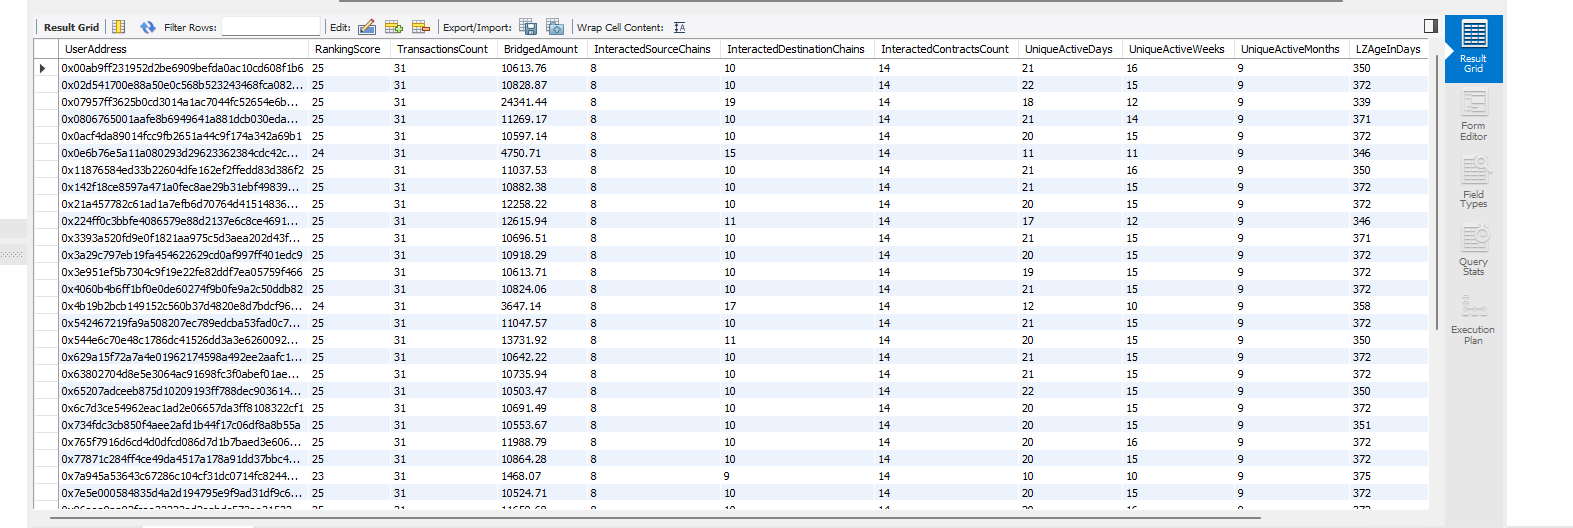 Result Grid Filter Rows: Edit: Export/Import: Wrap Cell Content:
UserAddress RankingScore TransactionsCount BridgedAmount InteractedSourceChains InteractedDestinationChains InteractedContractsCount UniqueActiveDays UniqueActiveWeeks UniqueActiveMonths LZAgeInDays
0x00ab9ff231952d2be6909befda0ac10cd608f1b6 25 31 10613.76 8 10 14 21 16 9 350
0x02d541700e88a50e0c568b523243468fca082... 25 31 10828.87 8 10 14 22 15 9 372
0x07957ff3625b0cd3014a1ac7044fc52654e6b... 25 31 24341.44 8 19 14 18 12 9 339
0x080676501aafe8b6949641a881dcb030eda... 25 31 11269.17 8 10 14 21 14 9 371
0x0acf4da89014fcc9fb2651a44c9f174a342a69b1 25 31 10597.14 8 10 14 20 15 9 372
0x0e6b76e5a11a080293d29623362384cdc42c... 24 31 4750.71 8 15 14 11 11 9 346
0x11876584ed33b22604dfe162ef2ffedd83d386f2 25 31 11037.53 8 10 14 21 16 9 350
0x142f18ce8597a471a0fec8ae29b31ebf49839... 25 31 10882.38 8 10 14 21 15 9 372
0x21a457782c61ad1a7efb6d70764d41514836... 25 31 12258.22 8 10 14 20 15 9 372
0x224ff0c3bbfe4086579e88d2137e6c8ce4691... 25 31 12615.94 8 11 14 17 12 9 346
0x3393a520fd9e0f1821aa975c5d3aea202d43f... 25 31 10696.51 8 10 14 21 15 9 371
0x3a29c797eb19fa454622629cd0af997ff401edc9 25 31 10918.29 8 10 14 20 15 9 372
0x3e951ef5b7304c9f19e22fe82ddf7ea05759f466 25 31 10613.71 8 10 14 19 15 9 372
0x4060b4b6ff1bf0e0de60274f9b0fe9a2c50ddb82 25 31 10824.06 8 10 14 21 15 9 372
0x4b19b2bcb149152c560b37d4820e8d7bdcf96... 24 31 3647.14 8 17 14 12 10 9 358
0x542467219fa9a508207ec789edcba53fad0c7... 25 31 11047.57 8 10 14 21 15 9 372
0x544e6c70e48c1786dc41526dd3a3e6260092... 25 31 13731.92 8 11 14 20 15 9 350
0x629a15f72a7a4e01962174598a492ee2aafc1... 25 31 10642.22 8 10 14 21 15 9 372
0x63802704d8e5e3064ac91698fc3f0abef01ae... 25 31 10735.94 8 10 14 21 15 9 372
0x65207adceeb875d10209193ff788dec903614... 25 31 10503.47 8 10 14 22 15 9 350
0x6c7d3ce54962eac1ad2e06657da3ff8108322cf1 25 31 10691.49 8 10 14 20 15 9 372
0x734fdc3cb850f4aee2afd1b44f17c06df8a8b55a 25 31 10553.67 8 10 14 20 15 9 351
0x765f7916d6cd4d0dfcd086d7d1b7baed3e606... 25 31 11988.79 8 10 14 20 16 9 372
0x77871c284ff4ce49da4517a178a91dd37bbc4... 25 31 10864.28 8 10 14 20 15 9 372
0x7a945a53643c67286c104cf31dc0714fc8244... 23 31 1468.07 8 9 14 10 10 9 375
0x7e5e000584835d4a2d194795e9f9ad31df9c6... 25 31 10524.71 8 10 14 20 15 9 372
Result
Grid
Form
Editor
Field
Types
Query
Stats
Execution
Plan